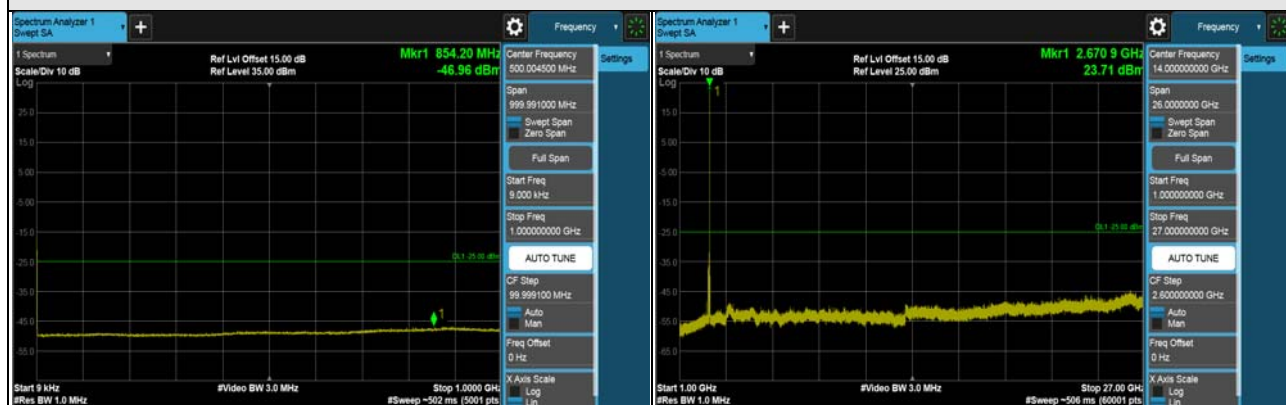 Spectrum Analyzer 1
Swept SA
+
Frequency
1 Spectrum
Scale/Div 10 dB
Log
Ref Lvl Offset 15.00 dB
Ref Level 35.00 dBm
Mkr1 854.20 MHz
-46.96 dBm
25.0
15.0
5.00
-5.00
-15.0
-25.0
-35.0
-45.0
-55.0
DL1 -25.00 dBm
1
Start 9 kHz
#Res BW 1.0 MHz
#Video BW 3.0 MHz
Stop 1.0000 GHz
#Sweep ~502 ms (5001 pts
Center Frequency
500.004500 MHz
Span
999.991000 MHz
Swept Span
Zero Span
Full Span
Start Freq
9.000 kHz
Stop Freq
1.000000000 GHz
AUTO TUNE
CF Step
99.999100 MHz
Auto
Man
Freq Offset
0 Hz
X Axis Scale
Log
Lin
Settings
Spectrum Analyzer 1
Swept SA
+
Frequency
1 Spectrum
Scale/Div 10 dB
Log
Ref Lvl Offset 15.00 dB
Ref Level 25.00 dBm
Mkr1 2.670 9 GHz
23.71 dBm
1
15.0
5.00
-5.00
-15.0
-25.0
-35.0
-45.0
-55.0
-65.0
DL1 -25.00 dBm
Start 1.00 GHz
#Res BW 1.0 MHz
#Video BW 3.0 MHz
Stop 27.00 GHz
#Sweep ~506 ms (60001 pts
Center Frequency
14.000000000 GHz
Span
26.0000000 GHz
Swept Span
Zero Span
Full Span
Start Freq
1.000000000 GHz
Stop Freq
27.000000000 GHz
AUTO TUNE
CF Step
2.600000000 GHz
Auto
Man
Freq Offset
0 Hz
X Axis Scale
Log
Lin
Settings